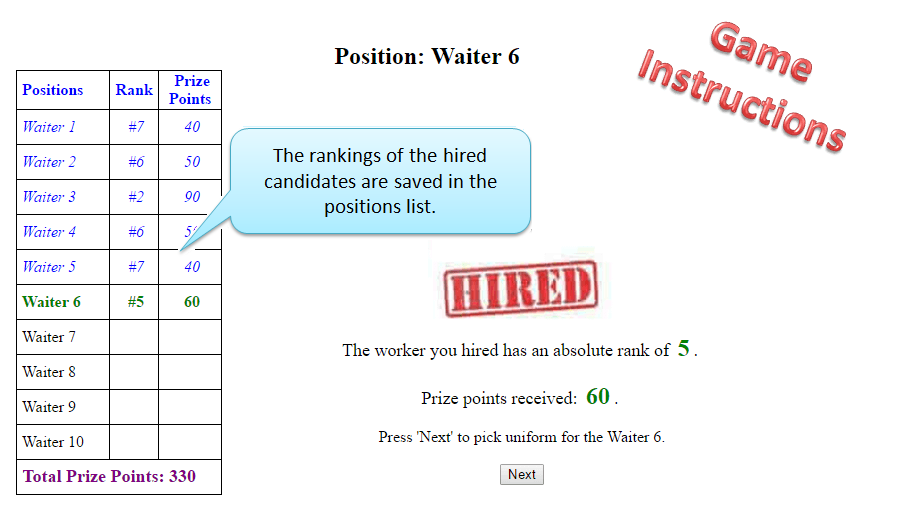 Game
Instructions
Position: Waiter 6
Positions Rank Prize Points
Waiter 1 #7 40
Waiter 2 #6 50
Waiter 3 #2 90
Waiter 4 #6
Waiter 5 #7 40
Waiter 6 #5 60
Waiter 7
Waiter 8
Waiter 9
Waiter 10
Total Prize Points: 330
The rankings of the hired
candidates are saved in the
positions list.
HIRED
The worker you hired has an absolute rank of 5 .
Prize points received: 60 .
Press 'Next' to pick uniform for the Waiter 6.
Next